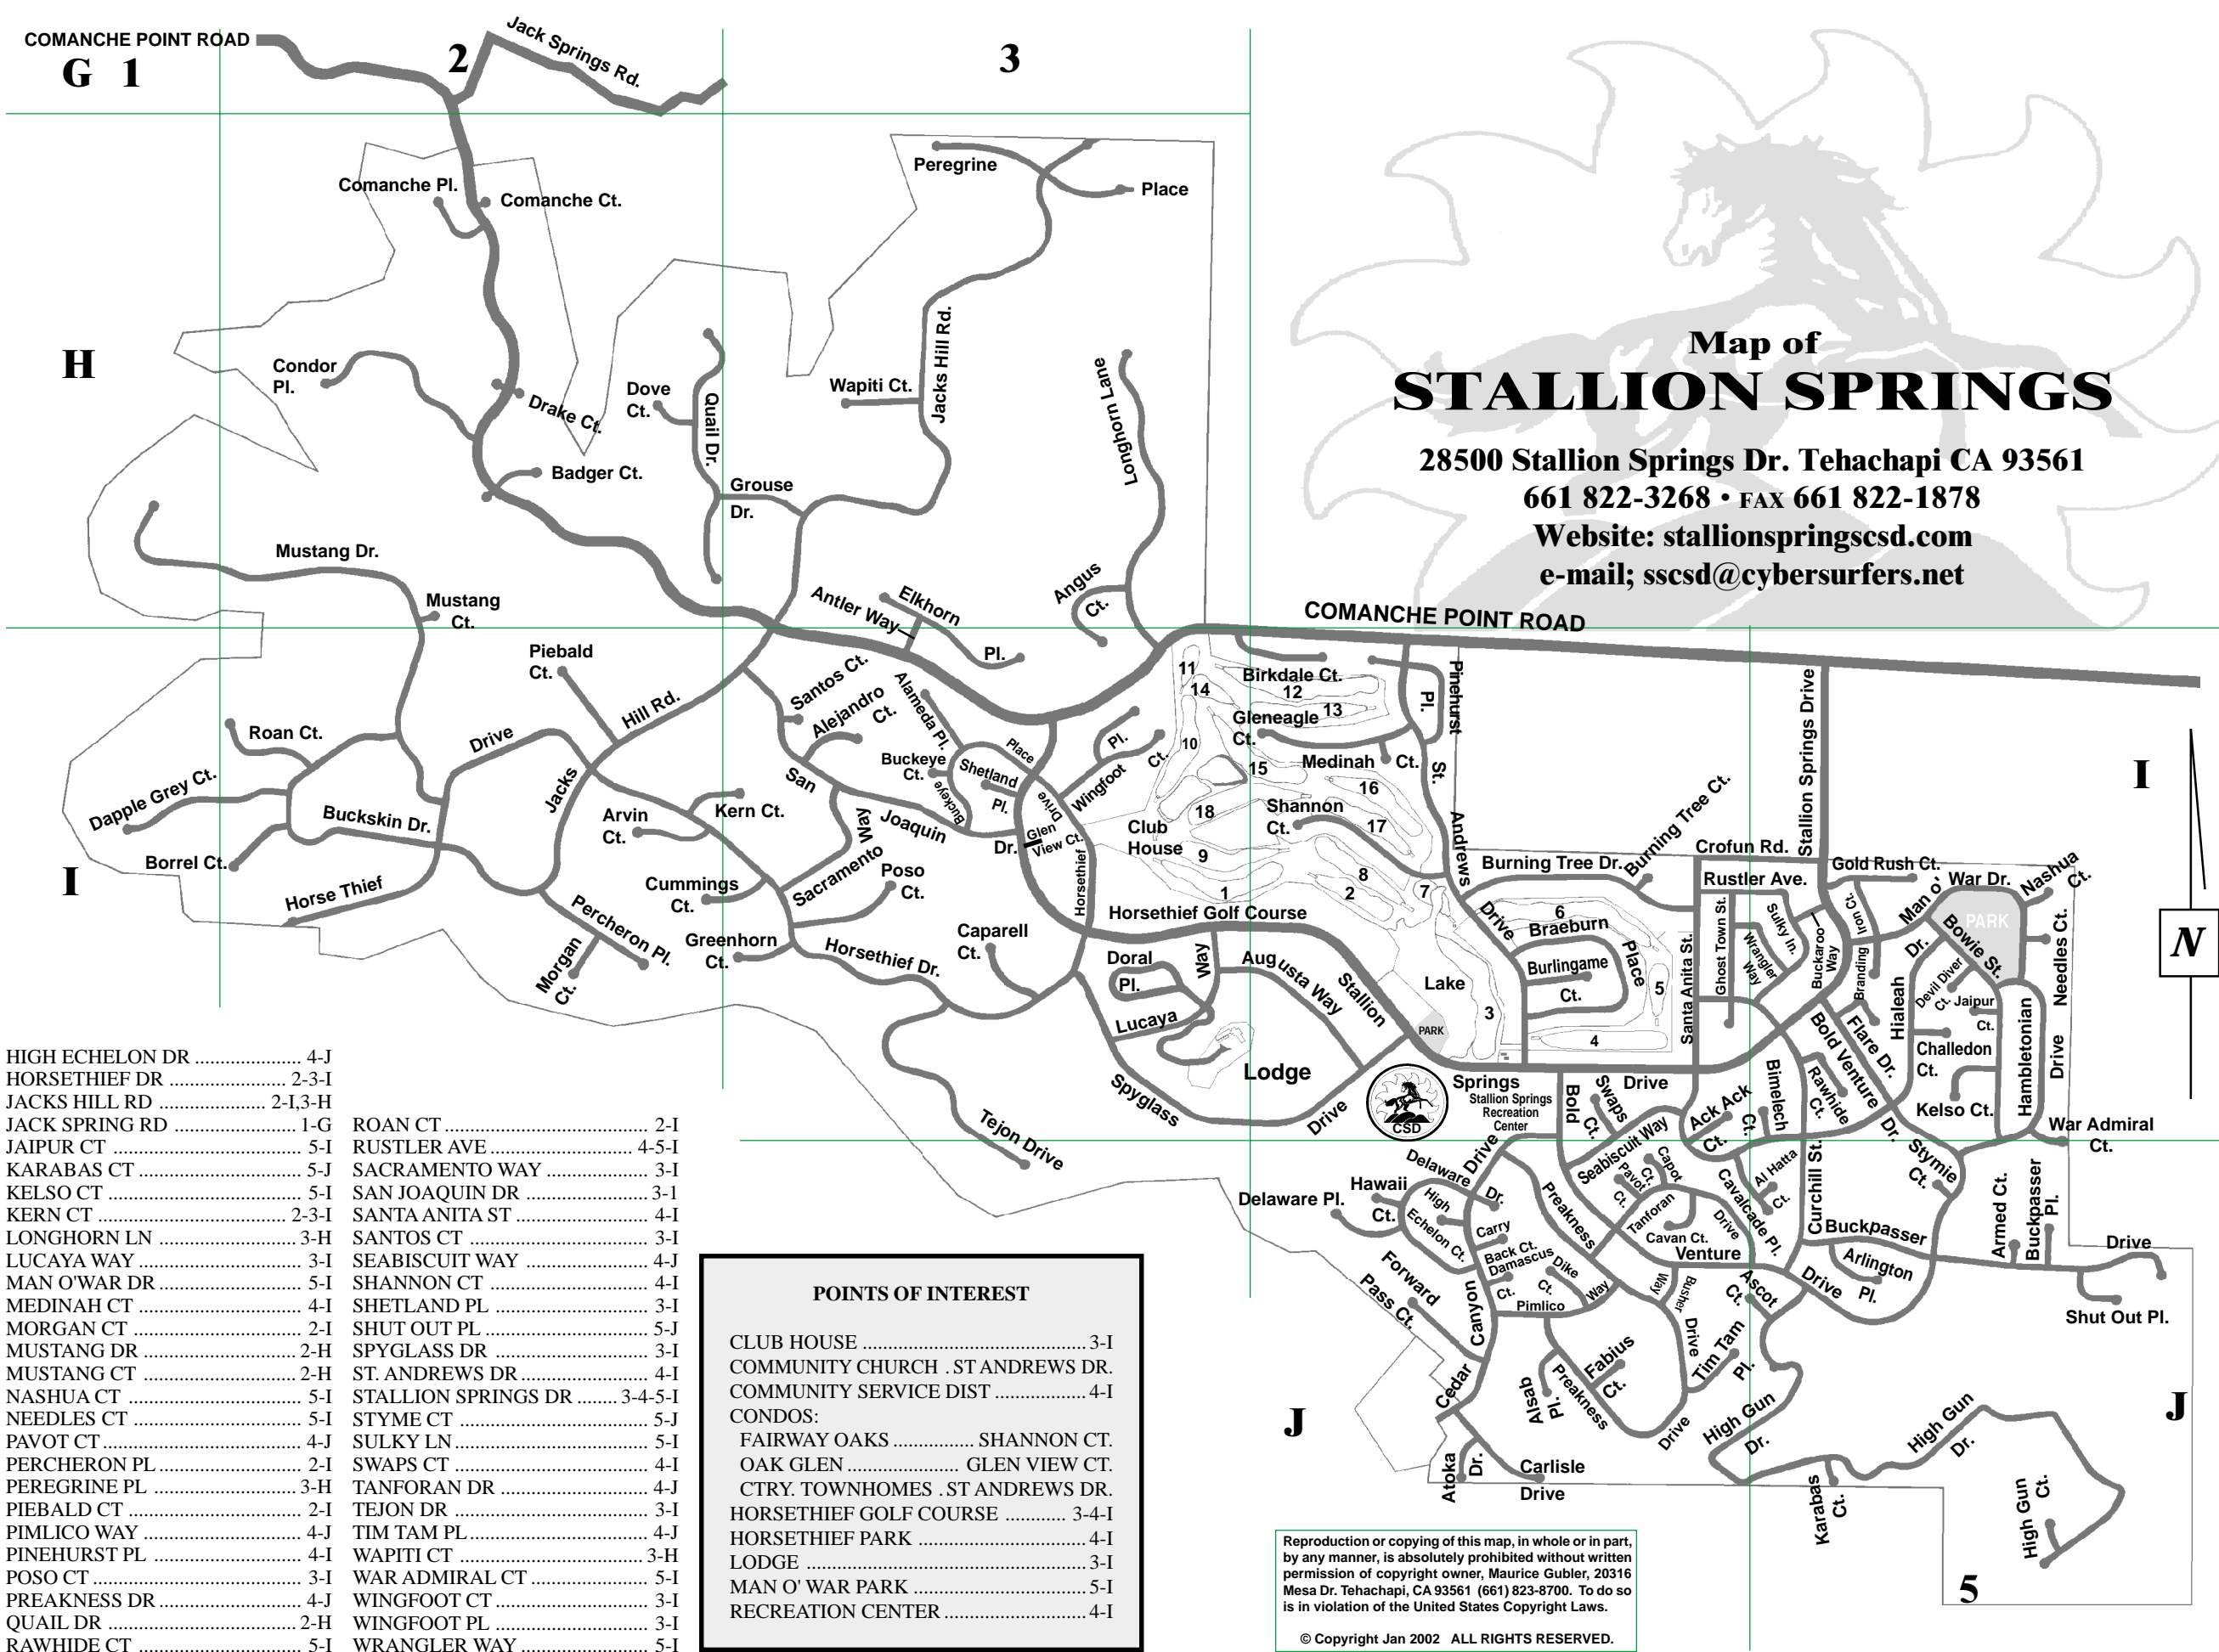 COMANCHE POINT ROAD
G 1
2
Jack Springs Rd.
3
Comanche Pl.
Comanche Ct.
Peregrine
Place
H
Condor
Pl.
Drake Ct.
Dove
Ct.
Quail Dr.
Badger Ct.
Grouse
Dr.
Wapiti Ct.
Jacks Hill Rd.
Longhorn Lane
Map of
STALLION SPRINGS
28500 Stallion Springs Dr. Tehachapi CA 93561
661 822-3268 • FAX 661 822-1878
Website: stallionspringscsd.com
e-mail; sscsd@cybersurfers.net
COMANCHE POINT ROAD
Mustang Dr.
Mustang
Ct.
Antler Way
Elkhorn
Pl.
Angus
Ct.
Piebald
Ct.
Hill Rd.
Santos Ct.
Alejandro
Ct.
Alameda Pl.
Roan Ct.
Drive
Jacks
Dapple Grey Ct.
Buckskin Dr.
Borrel Ct.
Horse Thief
I
Arvin
Ct.
Kern Ct.
San
Joaquin
Dr.
Buckeye
Ct.
Buckeye
Place
Shetland
Pl.
Drive
Wingfoot
Pl.
Ct.
Glen
View Ct.
Horsethief
Sacramento
Way
Poso
Ct.
Cummings
Ct.
Percheron Pl.
Morgan
Ct.
Greenhorn
Ct.
Horsethief Dr.
Caparell
Ct.
Tejon Drive
11
14
Birkdale Ct.
12
13
Gleneagle
Ct.
10
15
Medinah
Ct.
16
18
Shannon
Ct.
17
Club
House
9
1
8
2
7
Horsethief Golf Course
Pinehurst
Pl.
St.
Andrews
Drive
Burning Tree Dr.
Burning Tree Ct.
Crofun Rd.
Stallion Springs Drive
I
N
6
Braeburn
Place
Burlingame
Ct.
5
3
4
Lake
PARK
Doral
Pl.
Way
Augusta Way
Lucaya
Stallion
Lodge
Spyglass
Drive
CSD
Springs
Drive
Stallion Springs
Recreation
Center
Santa Anita St.
Rustler Ave.
Ghost Town St.
Sulky ln.
Wrangler
Way
Buckaroo
Way
Gold Rush Ct.
Iron Ct.
Branding
Man o'
War Dr.
Nashua
Ct.
PARK
Bowie St.
Needles Ct.
Hialeah
Dr.
Devil Diver
Ct.
Jaipur
Ct.
Challedon
Ct.
Kelso Ct.
Hambletonian
Drive
War Admiral
Ct.
Flare Dr.
Bold Venture
Dr.
Rawhide
Ct.
Bimelech
Ct.
Ack Ack
Ct.
Swaps
Ct.
Bold
Seabiscuit Way
Capot
Ct.
Pavot
Ct.
Tanforan
Drive
Cavan Ct.
Venture
Al Hatta
Ct.
Cavalcade Pl.
Curchill St.
Stymie
Ct.
Buckpasser
Armed Ct.
Buckpasser
Pl.
Drive
Shut Out Pl.
Arlington
Pl.
Drive
Ascot
Ct.
Delaware
Dr.
Drive
Hawaii
Ct.
Delaware Pl.
High
Echelon Ct.
Carry
Back Ct.
Damascus
Ct.
Dike
Ct.
Pimlico
Way
Preakness
Busher
Way
Drive
Forward
Pass Ct.
Canyon
Cedar
Fabius
Ct.
Alsab
Pl.
Preakness
Drive
Tim Tam
Pl.
High Gun
Dr.
Karabas
Ct.
High Gun
Dr.
High Gun
Ct.
Atoka
Dr.
Carlisle
Drive
J
J
5
HIGH ECHELON DR ..................... 4-J
HORSETHIEF DR ....................... 2-3-I
JACKS HILL RD ................... 2-I,3-H
JACK SPRING RD ......................... 1-G
JAIPUR CT ...................................... 5-I
KARABAS CT ................................. 5-J
KELSO CT ....................................... 5-I
KERN CT ...................................... 2-3-I
LONGHORN LN ............................ 3-H
LUCAYA WAY ................................ 3-I
MAN O'WAR DR ............................ 5-I
MEDINAH CT ................................ 4-I
MORGAN CT ................................. 2-I
MUSTANG DR .............................. 2-H
MUSTANG CT ............................... 2-H
NASHUA CT ................................... 5-I
NEEDLES CT ................................. 5-I
PAVOT CT ........................................ 4-J
PERCHERON PL ............................. 2-I
PEREGRINE PL ............................ 3-H
PIEBALD CT ................................... 2-I
PIMLICO WAY ................................ 4-J
PINEHURST PL .............................. 4-I
POSO CT ......................................... 3-I
PREAKNESS DR ............................. 4-J
QUAIL DR ..................................... 2-H
RAWHIDE CT ................................. 5-I
ROAN CT ......................................... 2-I
RUSTLER AVE ............................. 4-5-I
SACRAMENTO WAY ..................... 3-I
SAN JOAQUIN DR ......................... 3-1
SANTA ANITA ST ........................... 4-I
SANTOS CT .................................... 3-I
SEABISCUIT WAY ......................... 4-J
SHANNON CT ................................ 4-I
SHETLAND PL ............................... 3-I
SHUT OUT PL ................................ 5-J
SPYGLASS DR ............................... 3-I
ST. ANDREWS DR .......................... 4-I
STALLION SPRINGS DR ........ 3-4-5-I
STYME CT ...................................... 5-J
SULKY LN ....................................... 5-I
SWAPS CT ....................................... 4-I
TANFORAN DR .............................. 4-J
TEJON DR ....................................... 3-I
TIM TAM PL .................................... 4-J
WAPITI CT ..................................... 3-H
WAR ADMIRAL CT ........................ 5-I
WINGFOOT CT ............................... 3-I
WINGFOOT PL ............................... 3-I
WRANGLER WAY .......................... 5-I
POINTS OF INTEREST
CLUB HOUSE ............................................. 3-I
COMMUNITY CHURCH . ST ANDREWS DR.
COMMUNITY SERVICE DIST .................. 4-I
CONDOS:
FAIRWAY OAKS ................ SHANNON CT.
OAK GLEN ...................... GLEN VIEW CT.
CTRY. TOWNHOMES . ST ANDREWS DR.
HORSETHIEF GOLF COURSE ............ 3-4-I
HORSETHIEF PARK .................................. 4-I
LODGE ........................................................ 3-I
MAN O' WAR PARK ................................... 5-I
RECREATION CENTER ............................. 4-I
Reproduction or copying of this map, in whole or in part,
by any manner, is absolutely prohibited without written
permission of copyright owner, Maurice Gubler, 20316
Mesa Dr. Tehachapi, CA 93561 (661) 823-8700. To do so
is in violation of the United States Copyright Laws.
© Copyright Jan 2002 ALL RIGHTS RESERVED.